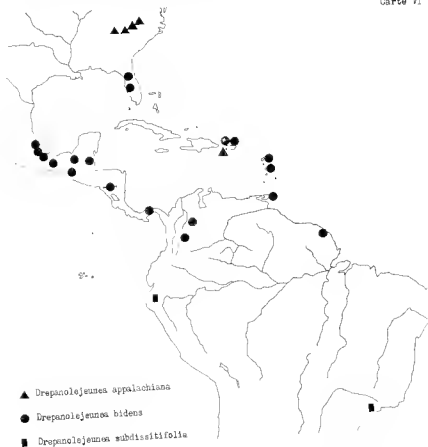 Carte VI
Drepanolejeunea appalachiana
Drepanolejeunea bidens
Drepanolejeunea subdissitifolia